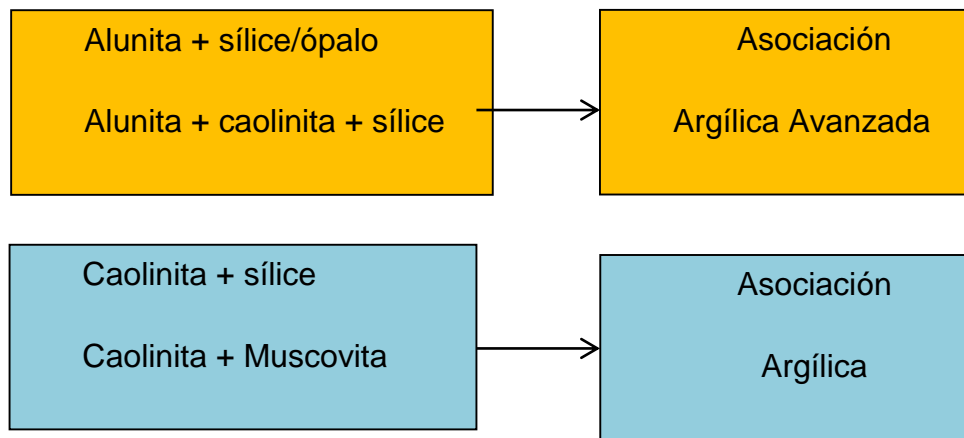 Alunita + sílice/ópalo
Alunita + caolinita + sílice
Asociación
Argílica Avanzada
Caolinita + sílice
Caolinita + Muscovita
Asociación
Argílica